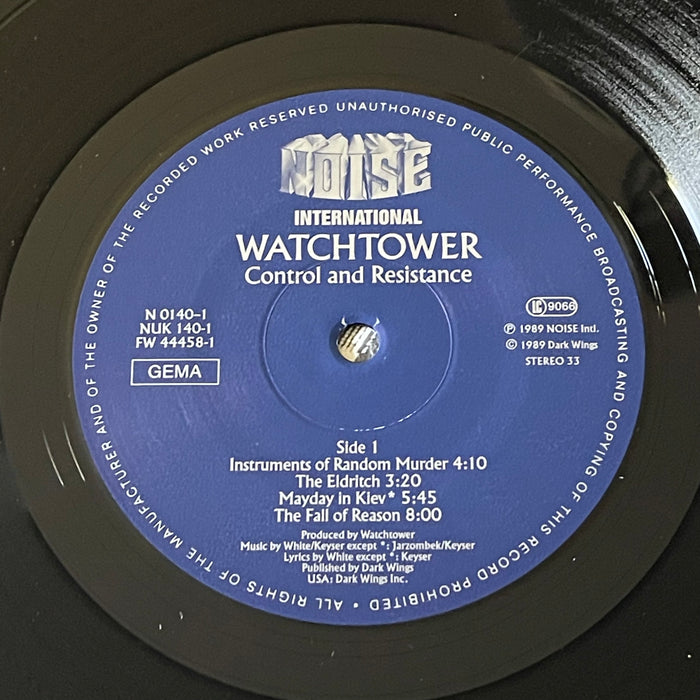 NOISE
INTERNATIONAL
WATCHTOWER
Control and Resistance
N 0140-1
NUK 140-1
FW 44458-1
GEMA
LC 9066
Ⓟ 1989 NOISE Intl.
© 1989 Dark Wings
STEREO 33
Side 1
Instruments of Random Murder 4:10
The Eldritch 3:20
Mayday in Kiev* 5:45
The Fall of Reason 8:00
Produced by Watchtower
Music by White/Keyser except *: Jarzombek/Keyser
Lyrics by White except *: Keyser
Published by Dark Wings
USA: Dark Wings Inc.
• ALL RIGHTS OF THE MANUFACTURER AND OF THE OWNER OF THE RECORDED WORK RESERVED UNAUTHORISED PUBLIC PERFORMANCE BROADCASTING AND COPYING OF THIS RECORD PROHIBITED